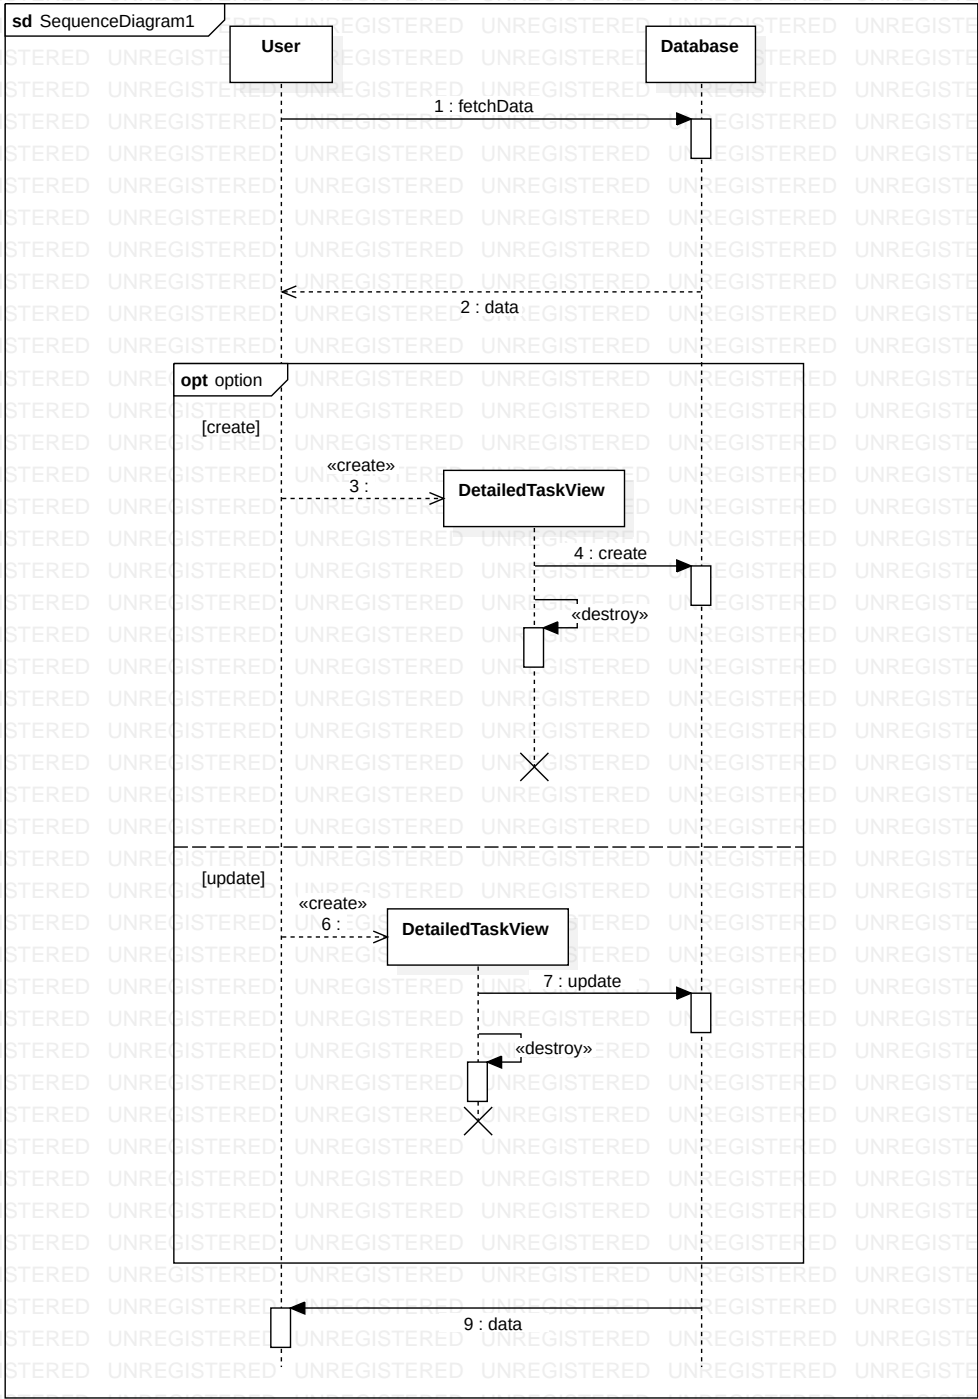 sd SequenceDiagram1
User
Database
1 : fetchData
2 : data
opt option
[create]
«create»
3 :
DetailedTaskView
4 : create
«destroy»
[update]
«create»
6 :
DetailedTaskView
7 : update
«destroy»
9 : data
UNREGISTERED